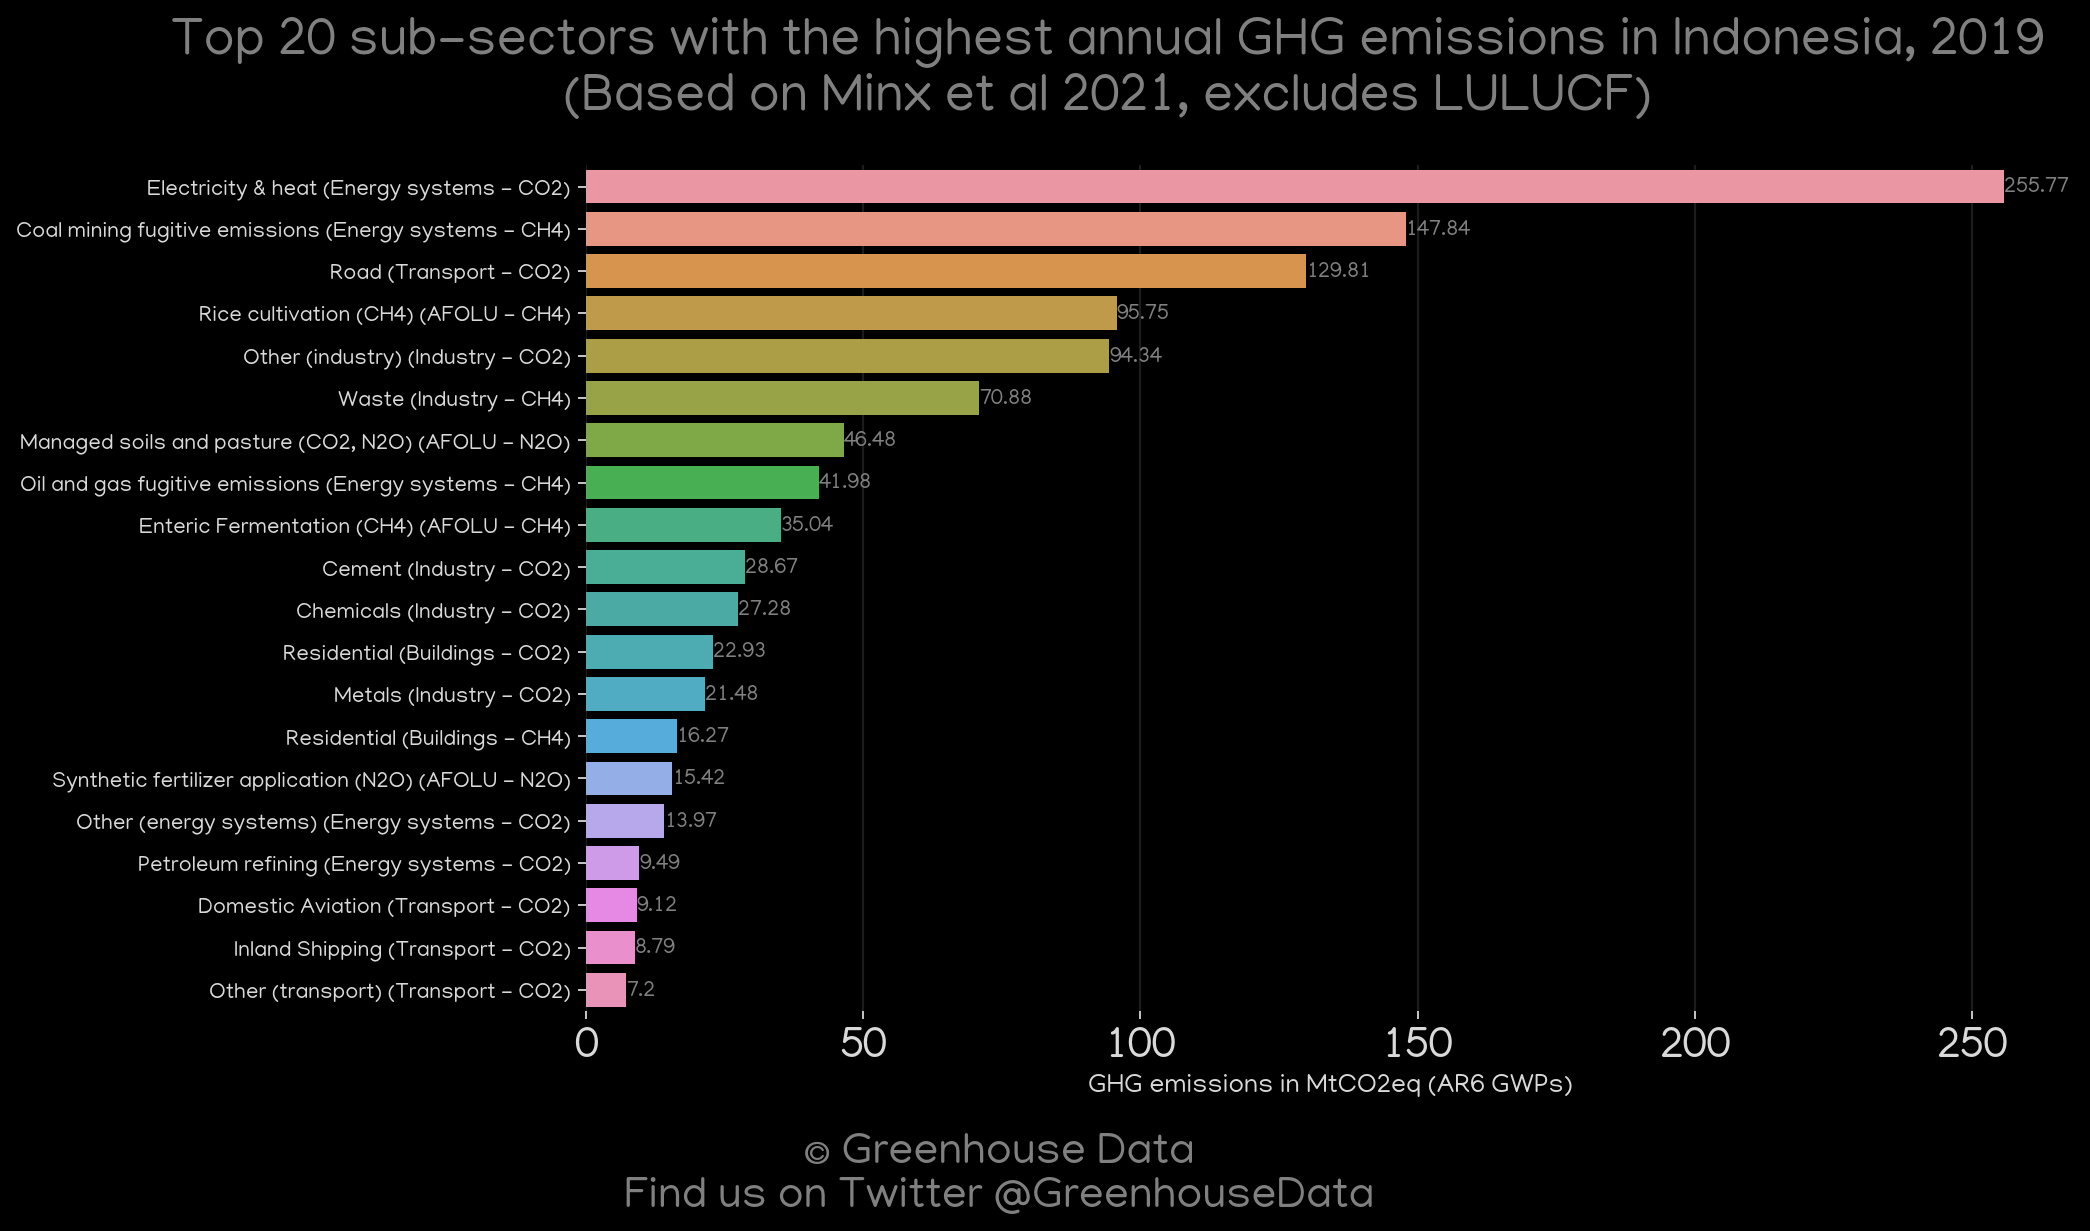 Top 20 sub-sectors with the highest annual GHG emissions in Indonesia, 2019
(Based on Minx et al 2021, excludes LULUCF)
Electricity & heat (Energy systems - CO2) 255.77
Coal mining fugitive emissions (Energy systems - CH4) 147.84
Road (Transport - CO2) 129.81
Rice cultivation (CH4) (AFOLU - CH4) 95.75
Other (industry) (Industry - CO2) 94.34
Waste (Industry - CH4) 70.88
Managed soils and pasture (CO2, N2O) (AFOLU - N2O) 46.48
Oil and gas fugitive emissions (Energy systems - CH4) 41.98
Enteric Fermentation (CH4) (AFOLU - CH4) 35.04
Cement (Industry - CO2) 28.67
Chemicals (Industry - CO2) 27.28
Residential (Buildings - CO2) 22.93
Metals (Industry - CO2) 21.48
Residential (Buildings - CH4) 16.27
Synthetic fertilizer application (N2O) (AFOLU - N2O) 15.42
Other (energy systems) (Energy systems - CO2) 13.97
Petroleum refining (Energy systems - CO2) 9.49
Domestic Aviation (Transport - CO2) 9.12
Inland Shipping (Transport - CO2) 8.79
Other (transport) (Transport - CO2) 7.2
0 50 100 150 200 250
GHG emissions in MtCO2eq (AR6 GWPs)
© Greenhouse Data
Find us on Twitter @GreenhouseData